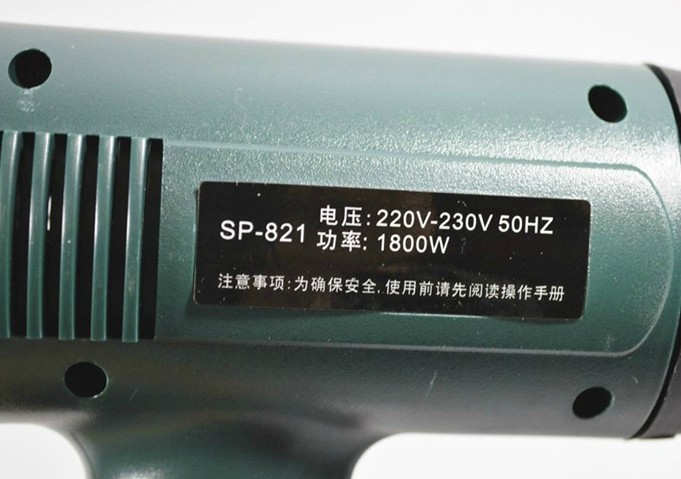 SP-821
电压: 220V-230V 50HZ
功率: 1800W
注意事项:为确保安全,使用前请先阅读操作手册